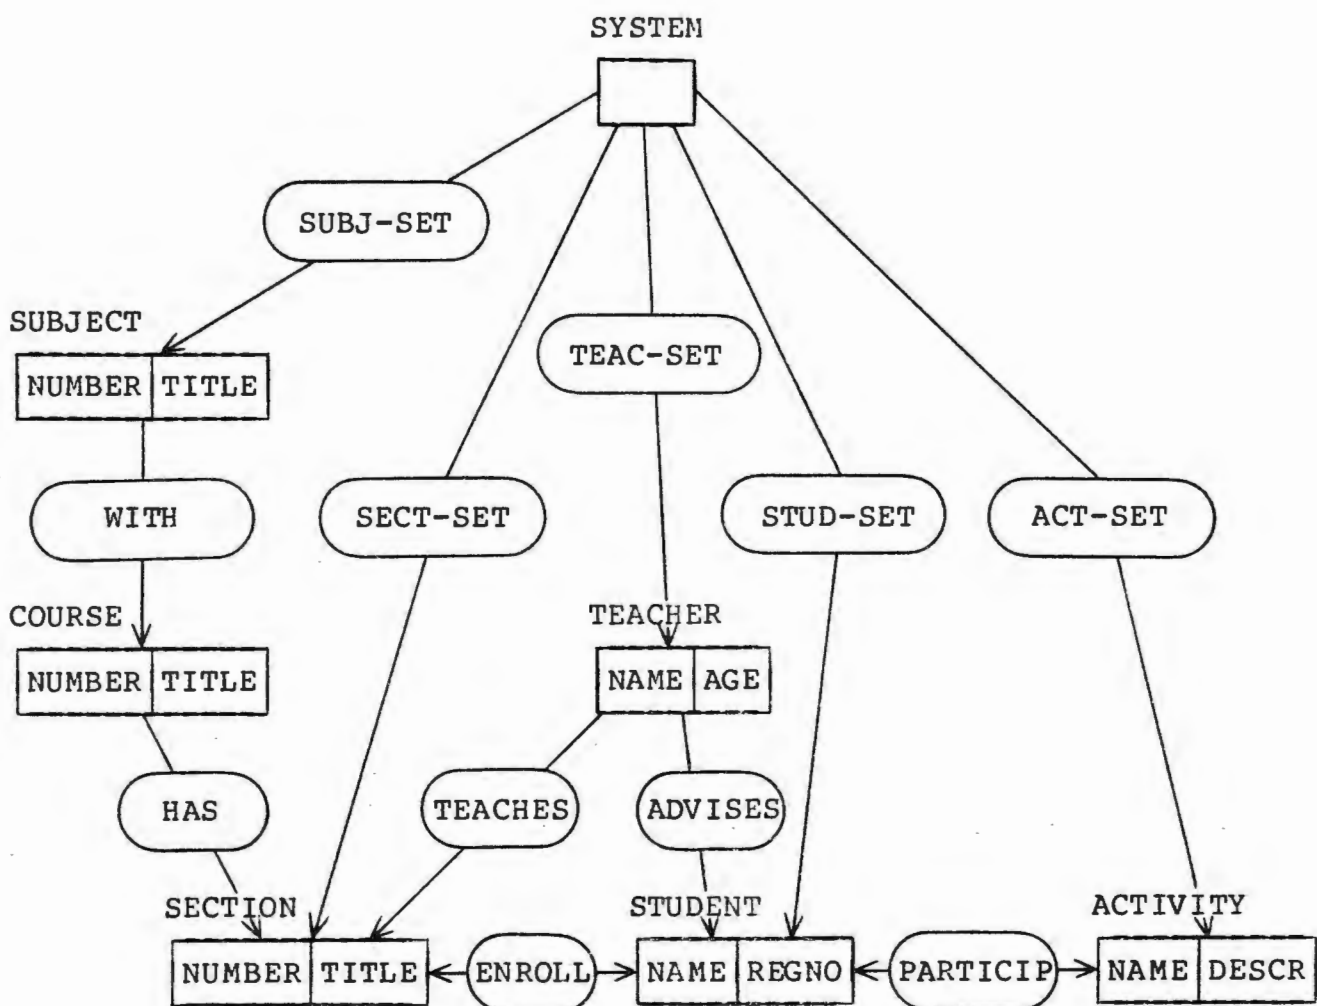 SYSTEM
SUBJ-SET
SUBJECT
TEAC-SET
NUMBER TITLE
WITH SECT-SET STUD-SET ACT-SET
COURSE TEACHER
NUMBER TITLE NAME AGE
HAS TEACHES ADVISES
SECTION STUDENT ACTIVITY
NUMBER TITLE ENROLL NAME REGNO PARTICIP NAME DESCR